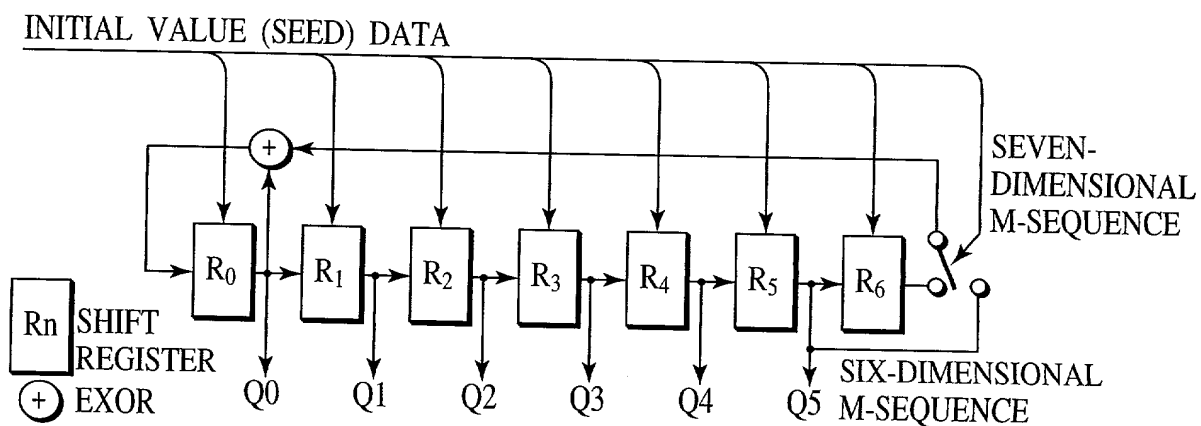 INITIAL VALUE (SEED) DATA
+
SEVEN-
DIMENSIONAL
M-SEQUENCE
R0 R1 R2 R3 R4 R5 R6
Rn SHIFT
REGISTER
+ EXOR
Q0 Q1 Q2 Q3 Q4 Q5
SIX-DIMENSIONAL
M-SEQUENCE